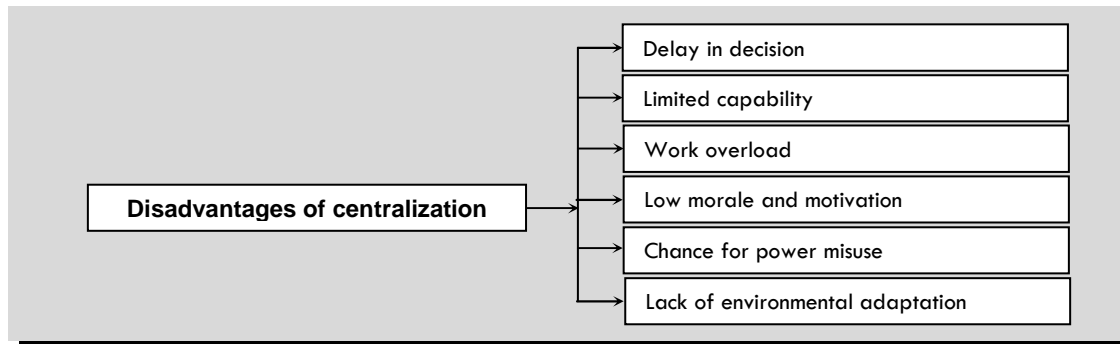 Delay in decision
Limited capability
Work overload
Disadvantages of centralization
Low morale and motivation
Chance for power misuse
Lack of environmental adaptation